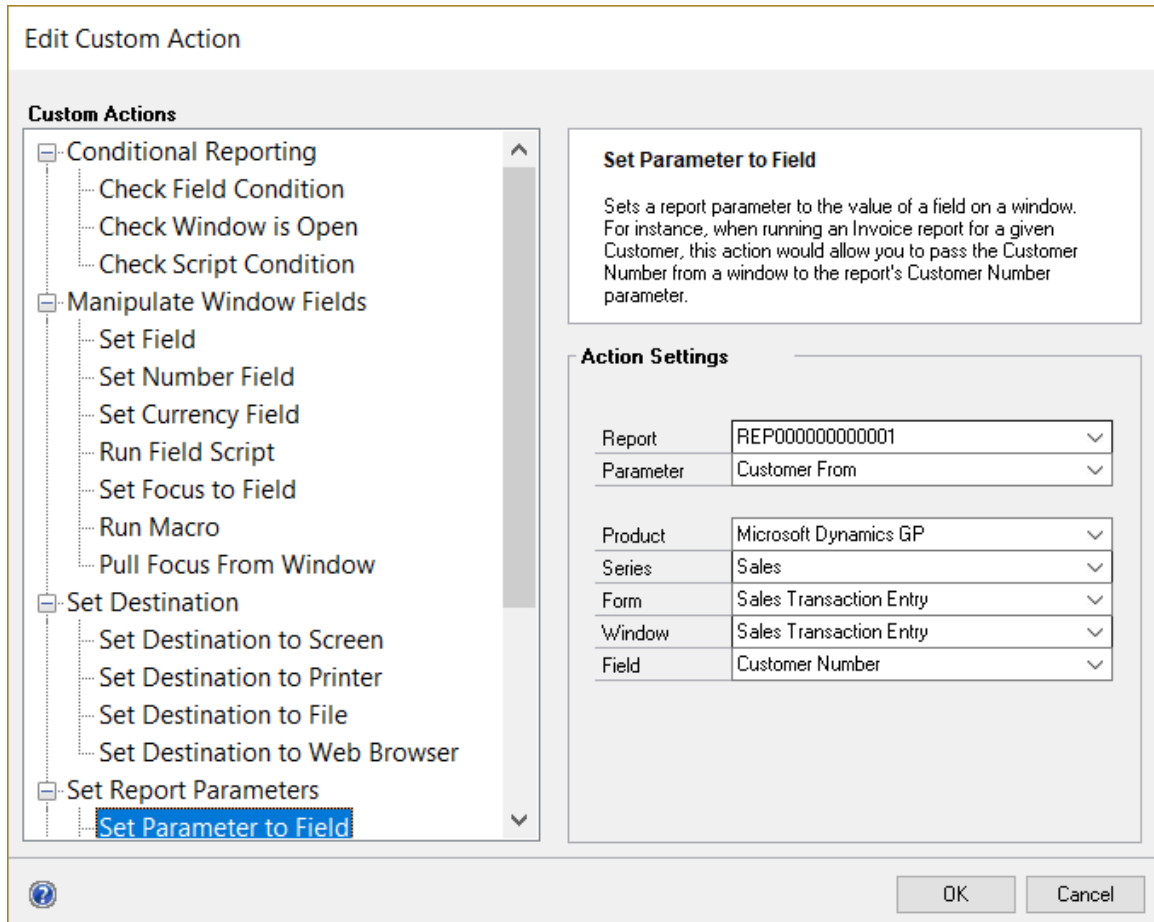 Edit Custom Action
Custom Actions
Conditional Reporting
Check Field Condition
Check Window is Open
Check Script Condition
Manipulate Window Fields
Set Field
Set Number Field
Set Currency Field
Run Field Script
Set Focus to Field
Run Macro
Pull Focus From Window
Set Destination
Set Destination to Screen
Set Destination to Printer
Set Destination to File
Set Destination to Web Browser
Set Report Parameters
Set Parameter to Field
Set Parameter to Field
Sets a report parameter to the value of a field on a window.
For instance, when running an Invoice report for a given
Customer, this action would allow you to pass the Customer
Number from a window to the report's Customer Number
parameter.
Action Settings
Report REP000000000001
Parameter Customer From
Product Microsoft Dynamics GP
Series Sales
Form Sales Transaction Entry
Window Sales Transaction Entry
Field Customer Number
? OK Cancel